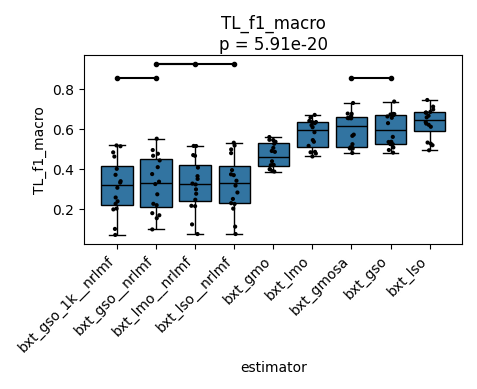 TL_f1_macro
p = 5.91e-20
TL_f1_macro
0.8
0.6
0.4
0.2
bxt_gso_1k__nrlmf
bxt_gso__nrlmf
bxt_lmo__nrlmf
bxt_lso__nrlmf
bxt_gmo
bxt_lmo
bxt_gmosa
bxt_gso
bxt_lso
estimator